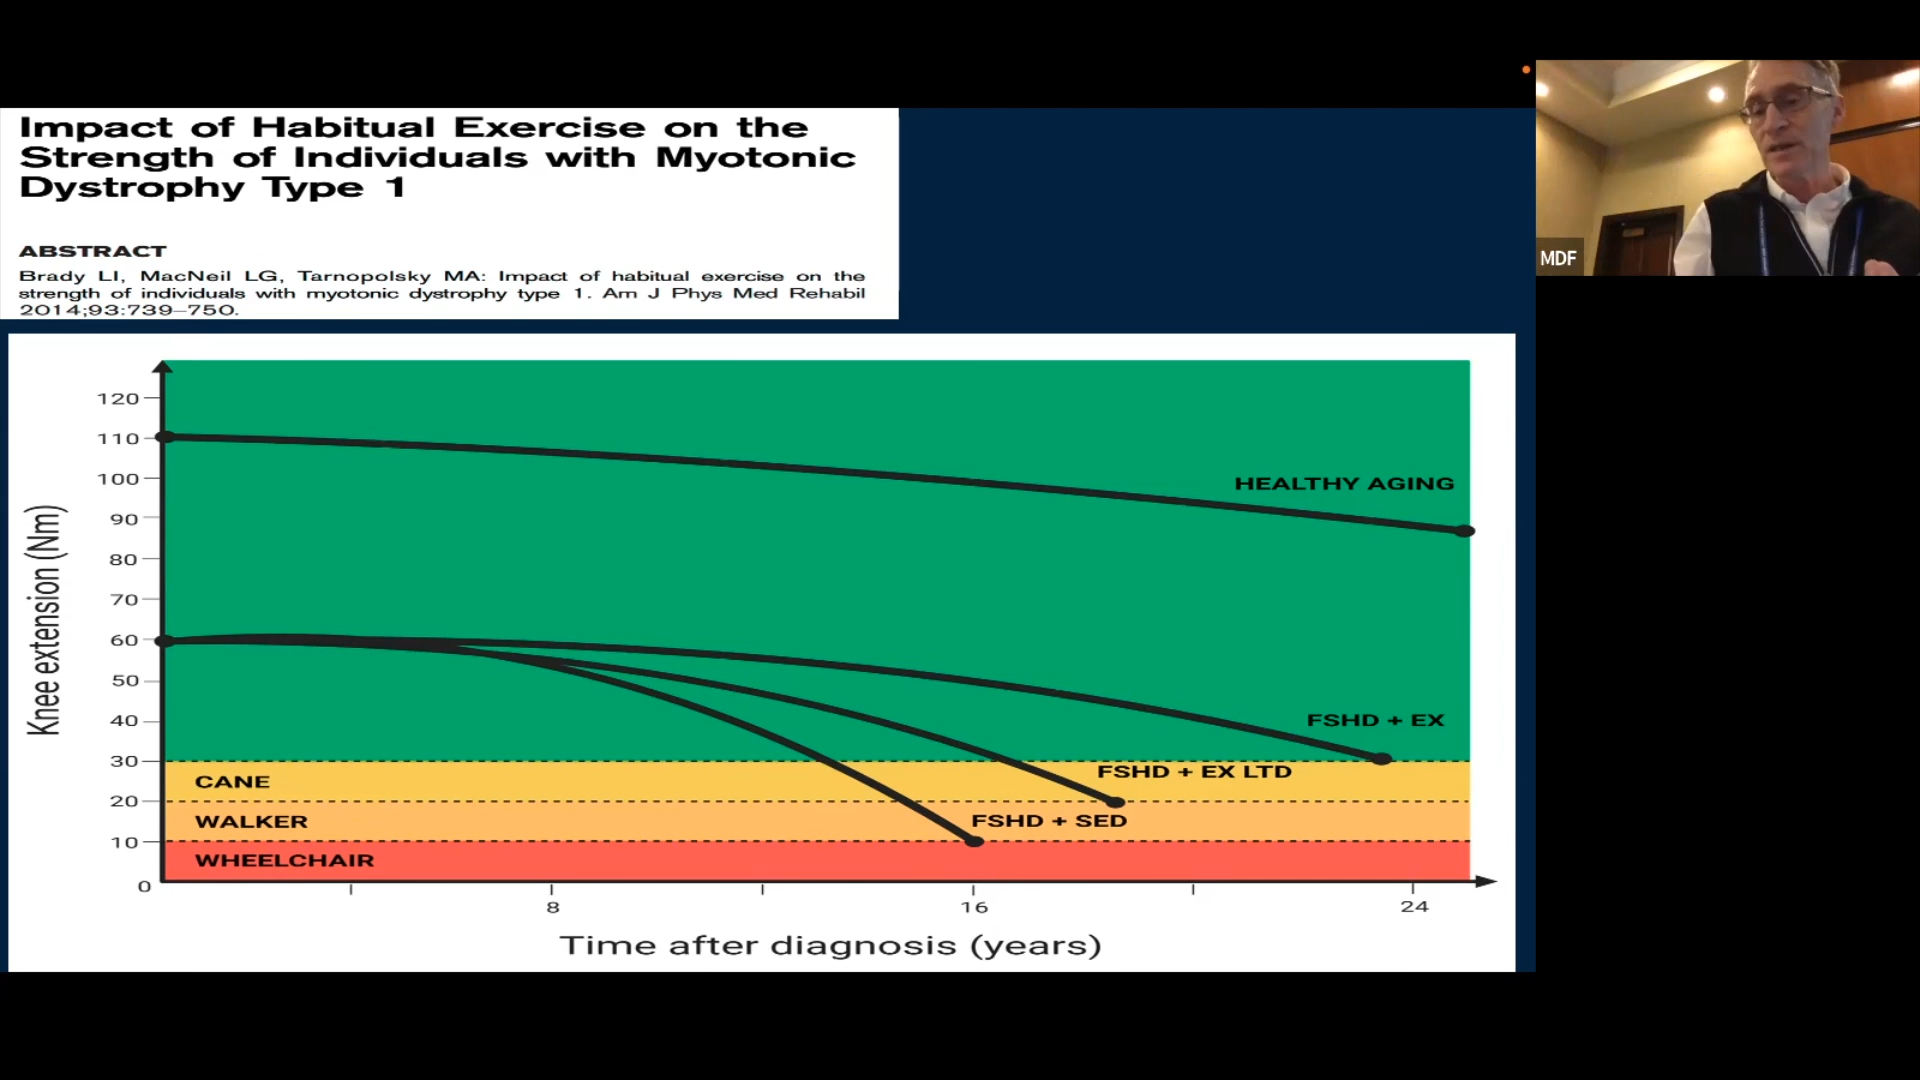 Impact of Habitual Exercise on the
Strength of Individuals with Myotonic
Dystrophy Type 1
ABSTRACT
Brady LI, MacNeil LG, Tarnopolsky MA: Impact of habitual exercise on the
strength of individuals with myotonic dystrophy type 1. Am J Phys Med Rehabil
2014;93:739–750.
MDF
Knee extension (Nm)
120
110
100
90
80
70
60
50
40
30
20
10
0
HEALTHY AGING
FSHD + EX
FSHD + EX LTD
FSHD + SED
CANE
WALKER
WHEELCHAIR
8
16
24
Time after diagnosis (years)